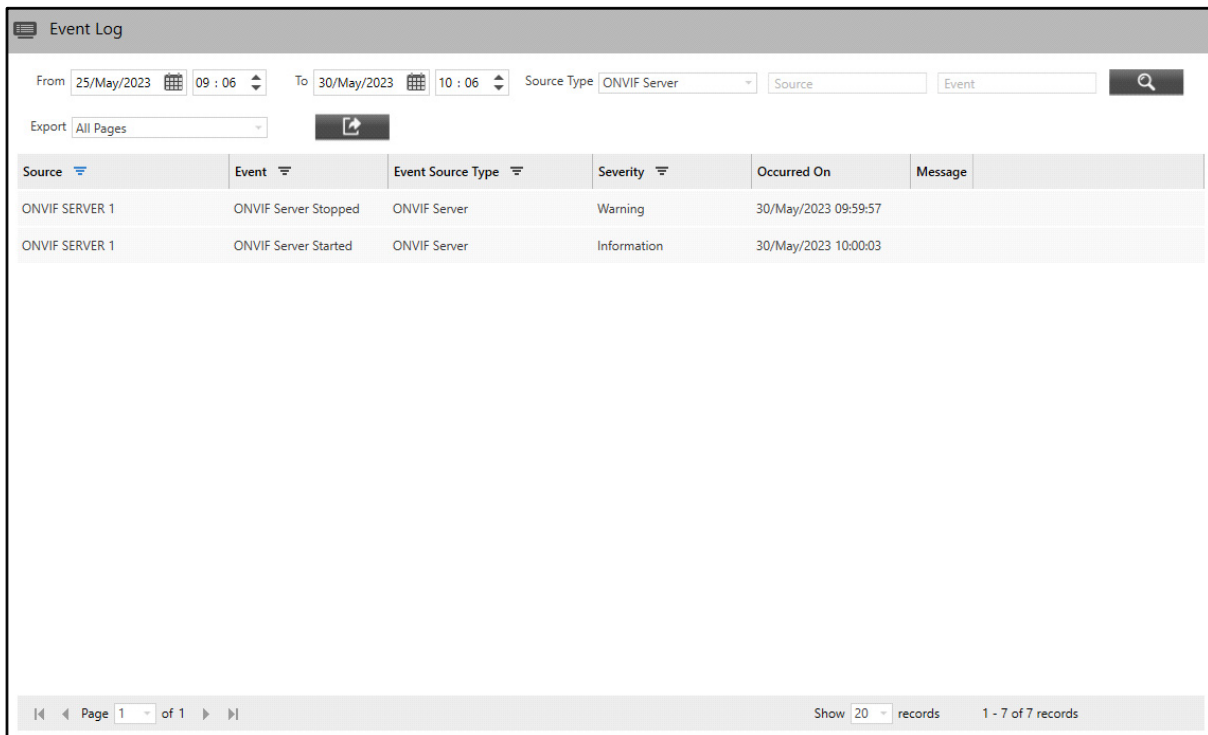 Event Log
From 25/May/2023 09 : 06 To 30/May/2023 10 : 06 Source Type ONVIF Server Source Event
Export All Pages
Source Event Event Source Type Severity Occurred On Message
ONVIF SERVER 1 ONVIF Server Stopped ONVIF Server Warning 30/May/2023 09:59:57
ONVIF SERVER 1 ONVIF Server Started ONVIF Server Information 30/May/2023 10:00:03
Page 1 of 1 Show 20 records 1 - 7 of 7 records